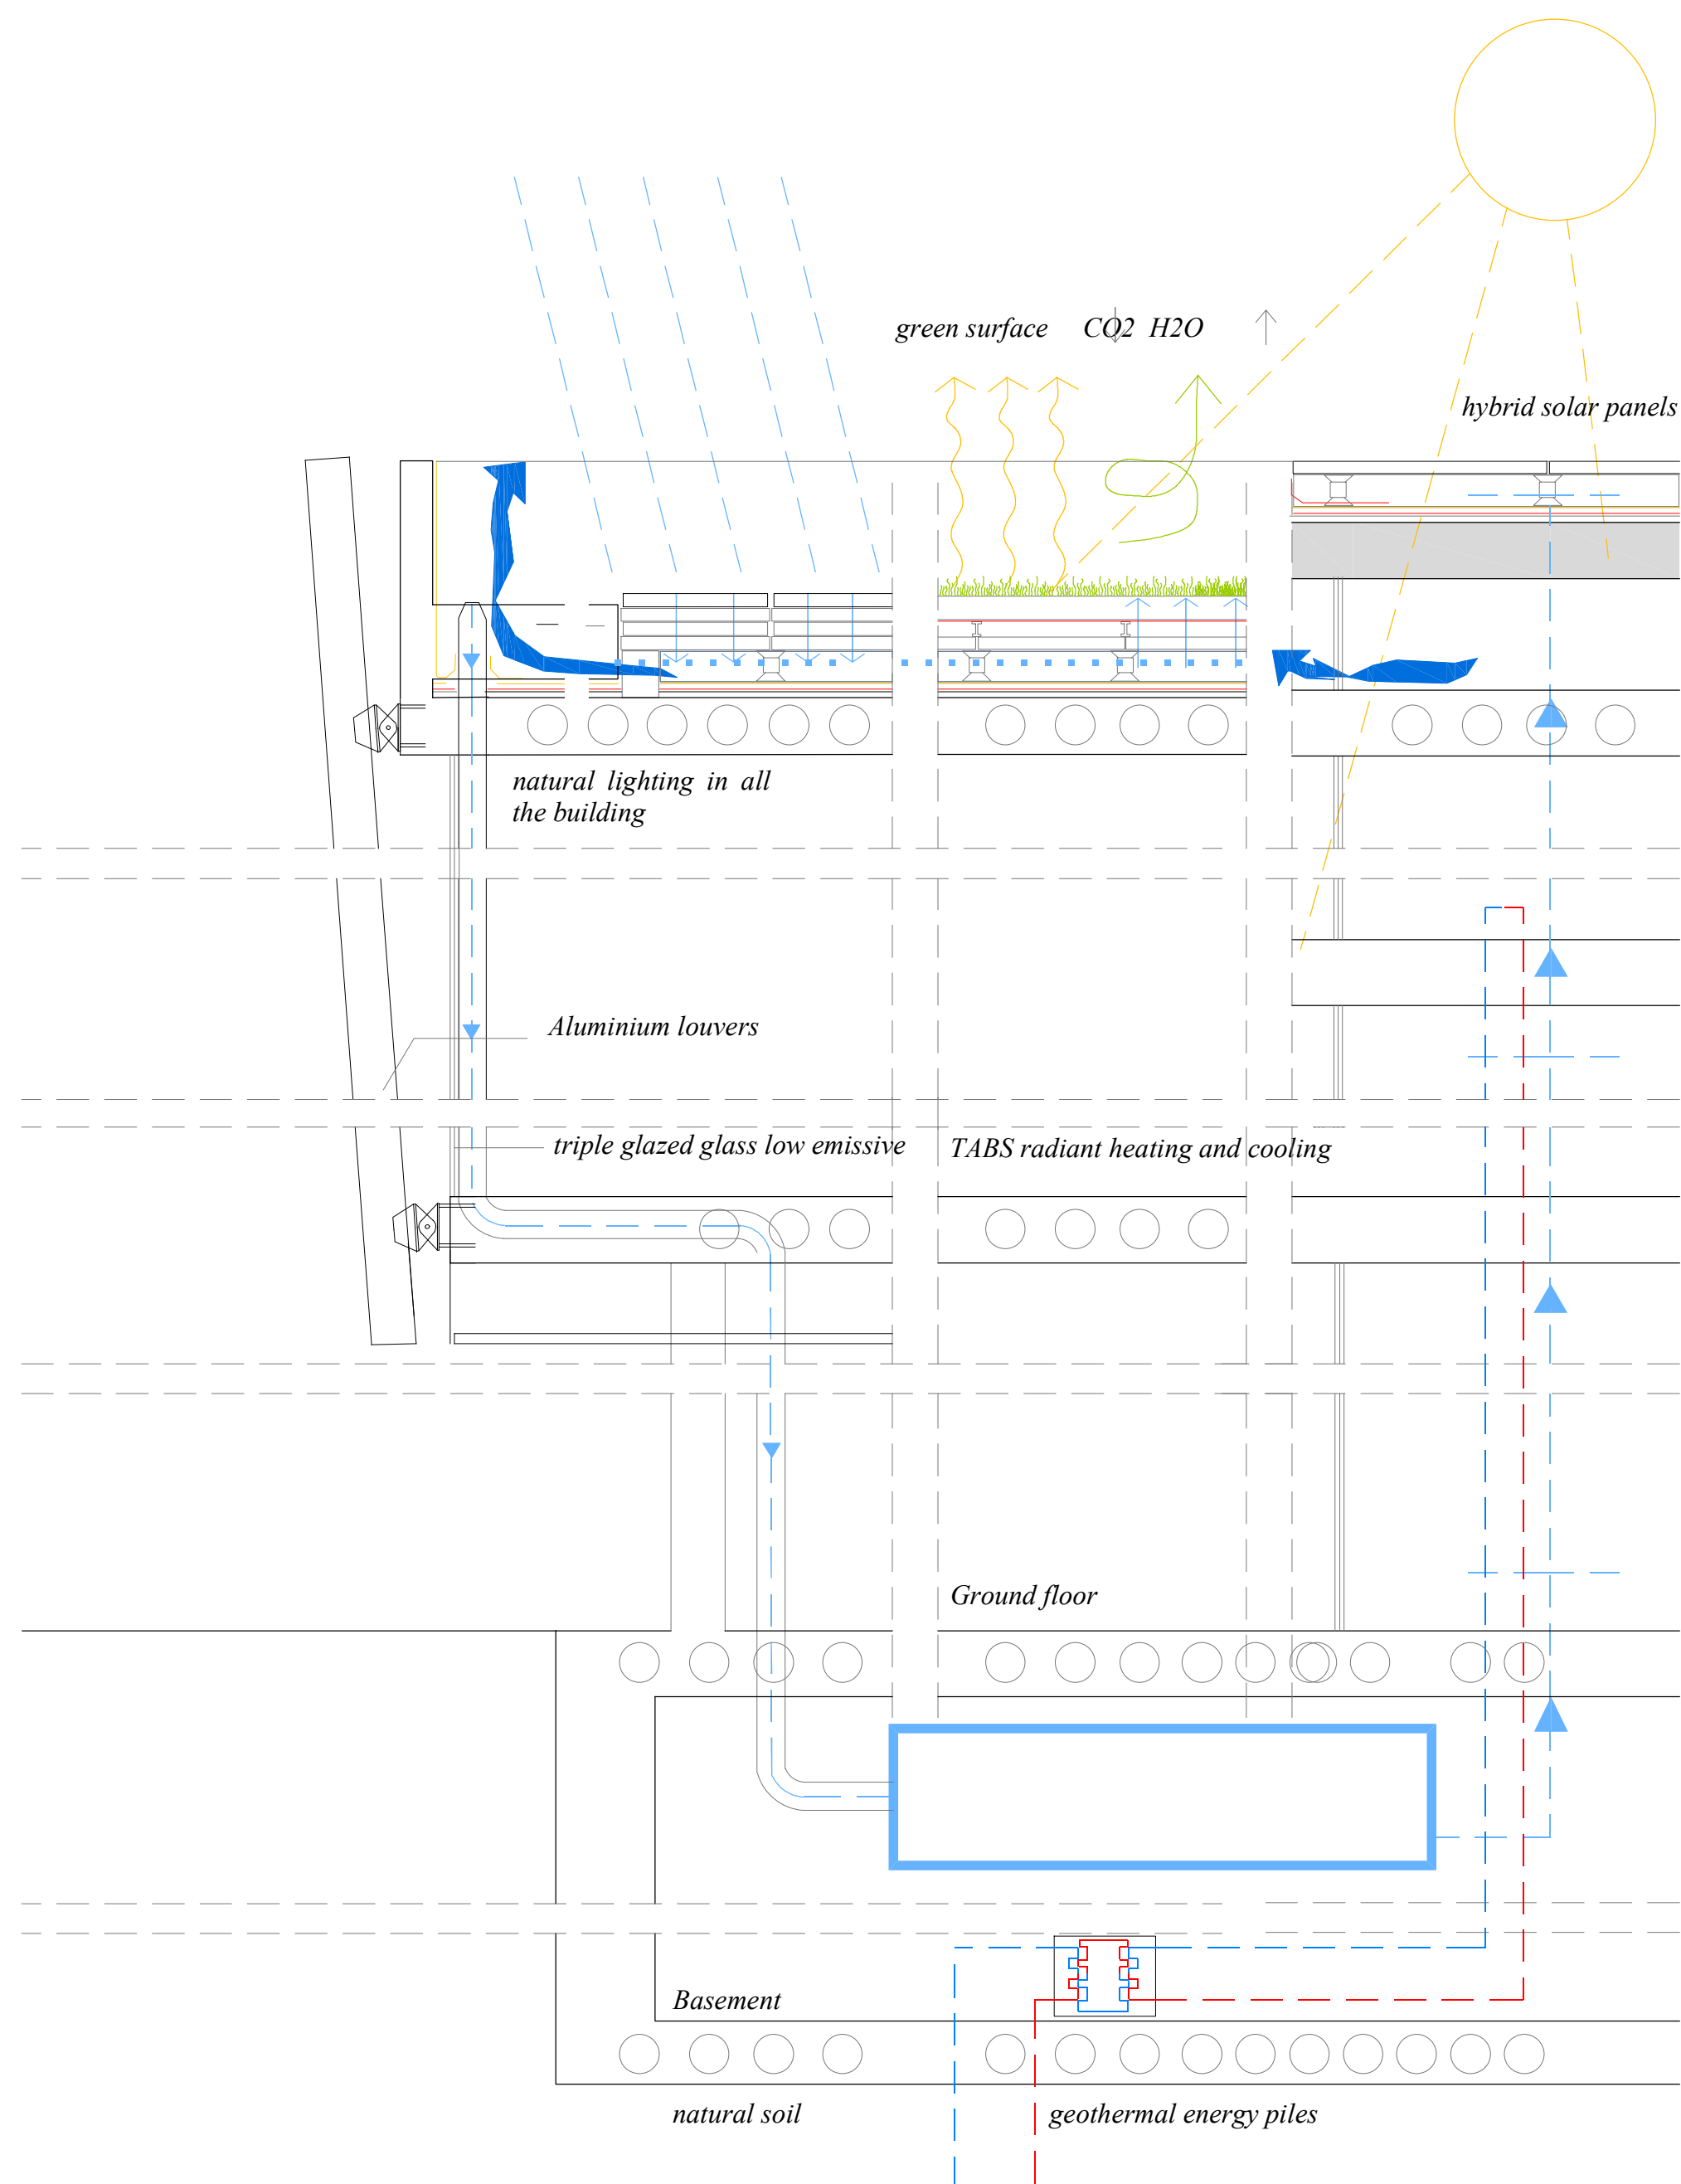 green surface CO2 H2O
hybrid solar panels
natural lighting in all
the building
Aluminium louvers
triple glazed glass low emissive
TABS radiant heating and cooling
Ground floor
Basement
natural soil
geothermal energy piles